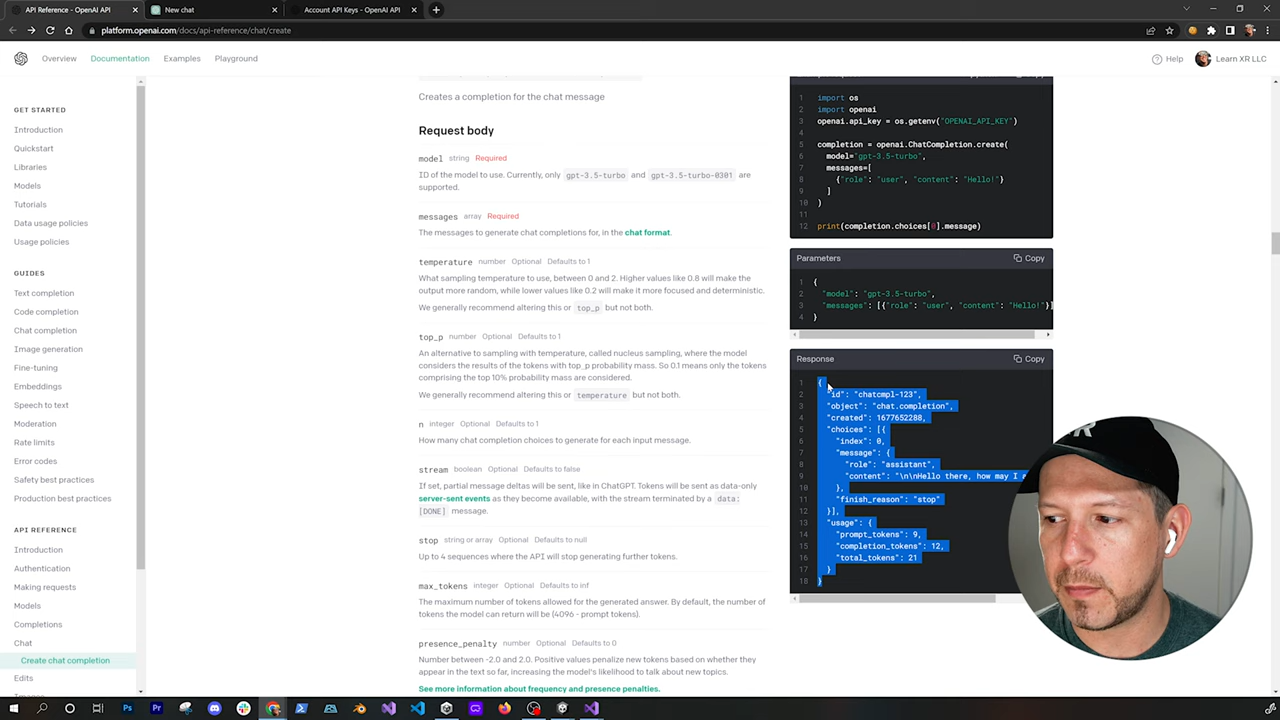 API Reference - OpenAI API
New chat
Account API Keys - OpenAI API
platform.openai.com/docs/api-reference/chat/create
Overview
Documentation
Examples
Playground
Help
Learn XR LLC
GET STARTED
Introduction
Quickstart
Libraries
Models
Tutorials
Data usage policies
Usage policies
GUIDES
Text completion
Code completion
Chat completion
Image generation
Fine-tuning
Embeddings
Speech to text
Moderation
Rate limits
Error codes
Safety best practices
Production best practices
API REFERENCE
Introduction
Authentication
Making requests
Models
Completions
Chat
Create chat completion
Edits
Creates a completion for the chat message
Request body
model string Required
ID of the model to use. Currently, only gpt-3.5-turbo and gpt-3.5-turbo-0301 are
supported.
messages array Required
The messages to generate chat completions for, in the chat format.
temperature number Optional Defaults to 1
What sampling temperature to use, between 0 and 2. Higher values like 0.8 will make the
output more random, while lower values like 0.2 will make it more focused and deterministic.
We generally recommend altering this or top_p but not both.
top_p number Optional Defaults to 1
An alternative to sampling with temperature, called nucleus sampling, where the model
considers the results of the tokens with top_p probability mass. So 0.1 means only the tokens
comprising the top 10% probability mass are considered.
We generally recommend altering this or temperature but not both.
n integer Optional Defaults to 1
How many chat completion choices to generate for each input message.
stream boolean Optional Defaults to false
If set, partial message deltas will be sent, like in ChatGPT. Tokens will be sent as data-only
server-sent events as they become available, with the stream terminated by a data:
[DONE] message.
stop string or array Optional Defaults to null
Up to 4 sequences where the API will stop generating further tokens.
max_tokens integer Optional Defaults to inf
The maximum number of tokens allowed for the generated answer. By default, the number of
tokens the model can return will be (4096 - prompt tokens).
presence_penalty number Optional Defaults to 0
Number between -2.0 and 2.0. Positive values penalize new tokens based on whether they
appear in the text so far, increasing the model's likelihood to talk about new topics.
See more information about frequency and presence penalties.
1 import os
2 import openai
3 openai.api_key = os.getenv("OPENAI_API_KEY")
4
5 completion = openai.ChatCompletion.create(
6 model="gpt-3.5-turbo",
7 messages=[
8 {"role": "user", "content": "Hello!"}
9 ]
10 )
11
12 print(completion.choices[0].message)
Parameters
Copy
1 {
2 "model": "gpt-3.5-turbo",
3 "messages": [{"role": "user", "content": "Hello!"}]
4 }
Response
Copy
1 {
2 "id": "chatcmpl-123",
3 "object": "chat.completion",
4 "created": 1677652288,
5 "choices": [{
6 "index": 0,
7 "message": {
8 "role": "assistant",
9 "content": "\n\nHello there, how may I
10 },
11 "finish_reason": "stop"
12 }],
13 "usage": {
14 "prompt_tokens": 9,
15 "completion_tokens": 12,
16 "total_tokens": 21
17 }
18 }